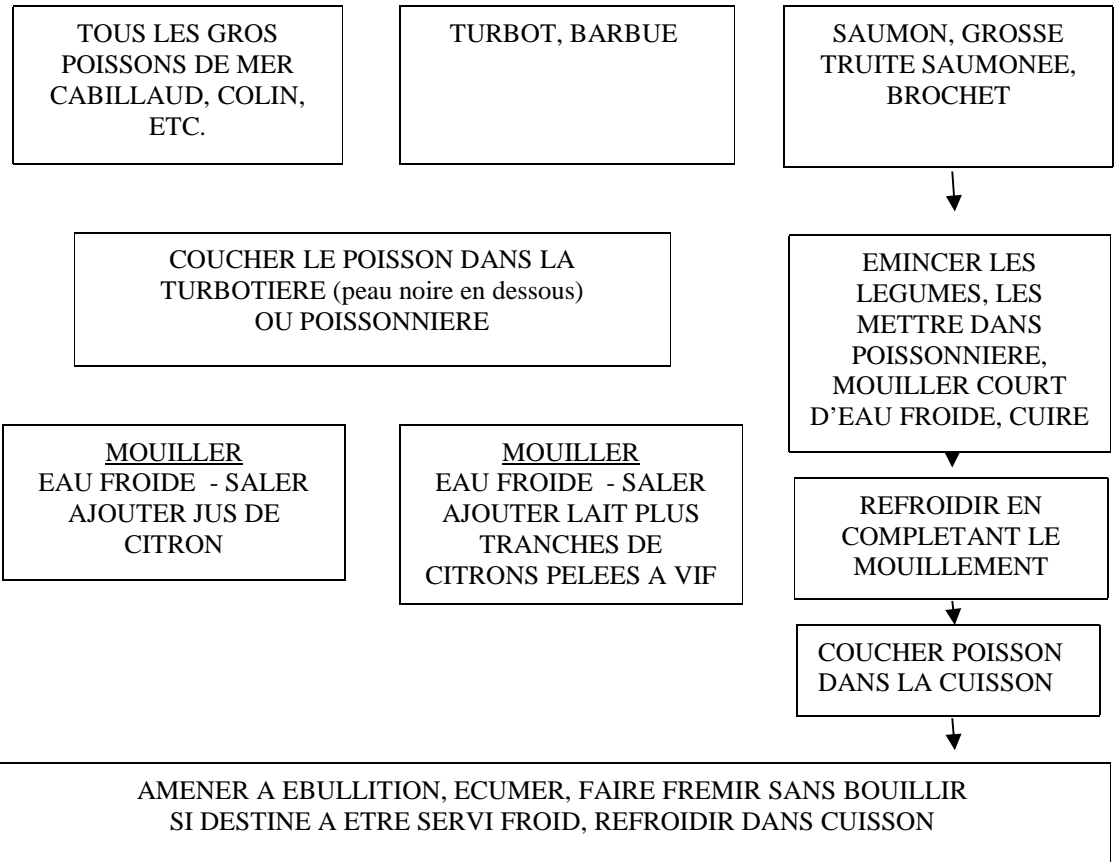 TOUS LES GROS
POISSONS DE MER
CABILLAUD, COLIN,
ETC.
TURBOT, BARBUE
SAUMON, GROSSE
TRUITE SAUMONEE,
BROCHET
COUCHER LE POISSON DANS LA
TURBOTIERE (peau noire en dessous)
OU POISSONNIERE
EMINCER LES
LEGUMES, LES
METTRE DANS
POISSONNIERE,
MOUILLER COURT
D’EAU FROIDE, CUIRE
MOUILLER
EAU FROIDE - SALER
AJOUTER JUS DE
CITRON
MOUILLER
EAU FROIDE - SALER
AJOUTER LAIT PLUS
TRANCHES DE
CITRONS PELEES A VIF
REFROIDIR EN
COMPLETANT LE
MOUILLEMENT
COUCHER POISSON
DANS LA CUISSON
AMENER A EBULLITION, ECUMER, FAIRE FREMIR SANS BOUILLIR
SI DESTINE A ETRE SERVI FROID, REFROIDIR DANS CUISSON